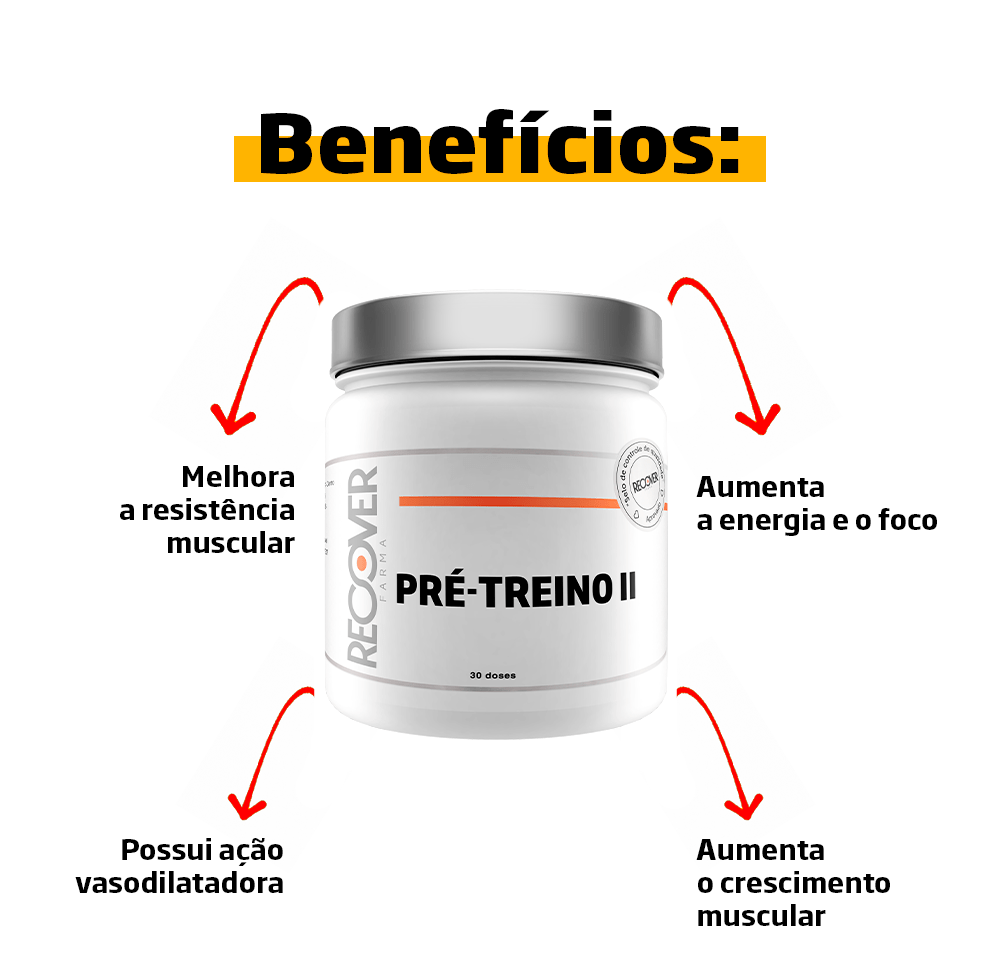 Benefícios:
Melhora
a resistência
muscular
Aumenta
a energia e o foco
RECOVER
FARMA
PRÉ-TREINO II
30 doses
RECOVER
Possui ação
vasodilatadora
Aumenta
o crescimento
muscular